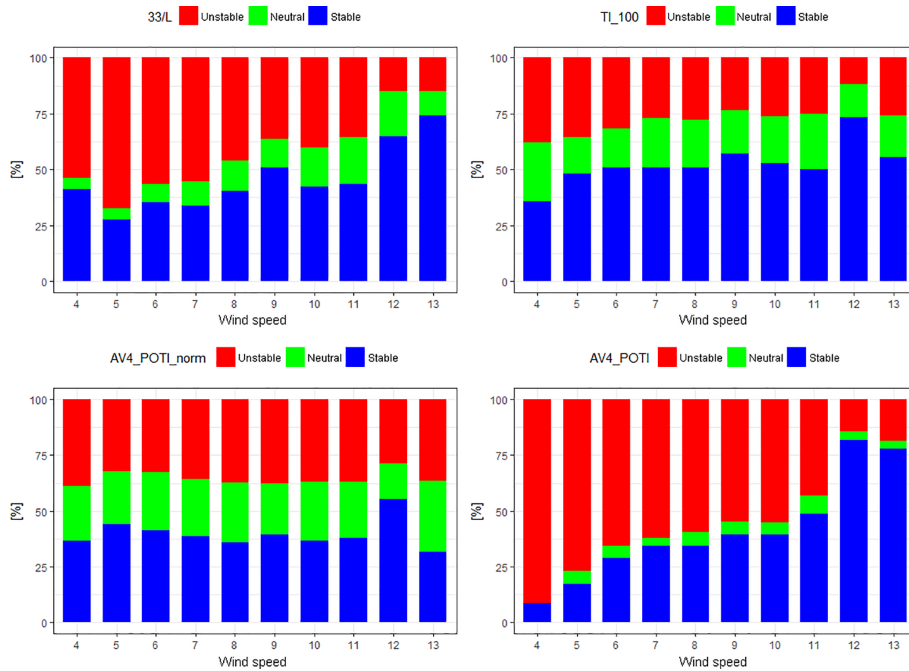 33/L Unstable Neutral Stable
100
75
50
25
0
[%]
4 5 6 7 8 9 10 11 12 13
Wind speed
TI_100 Unstable Neutral Stable
100
75
50
25
0
[%]
4 5 6 7 8 9 10 11 12 13
Wind speed
AV4_POTI_norm Unstable Neutral Stable
100
75
50
25
0
[%]
4 5 6 7 8 9 10 11 12 13
Wind speed
AV4_POTI Unstable Neutral Stable
100
75
50
25
0
[%]
4 5 6 7 8 9 10 11 12 13
Wind speed